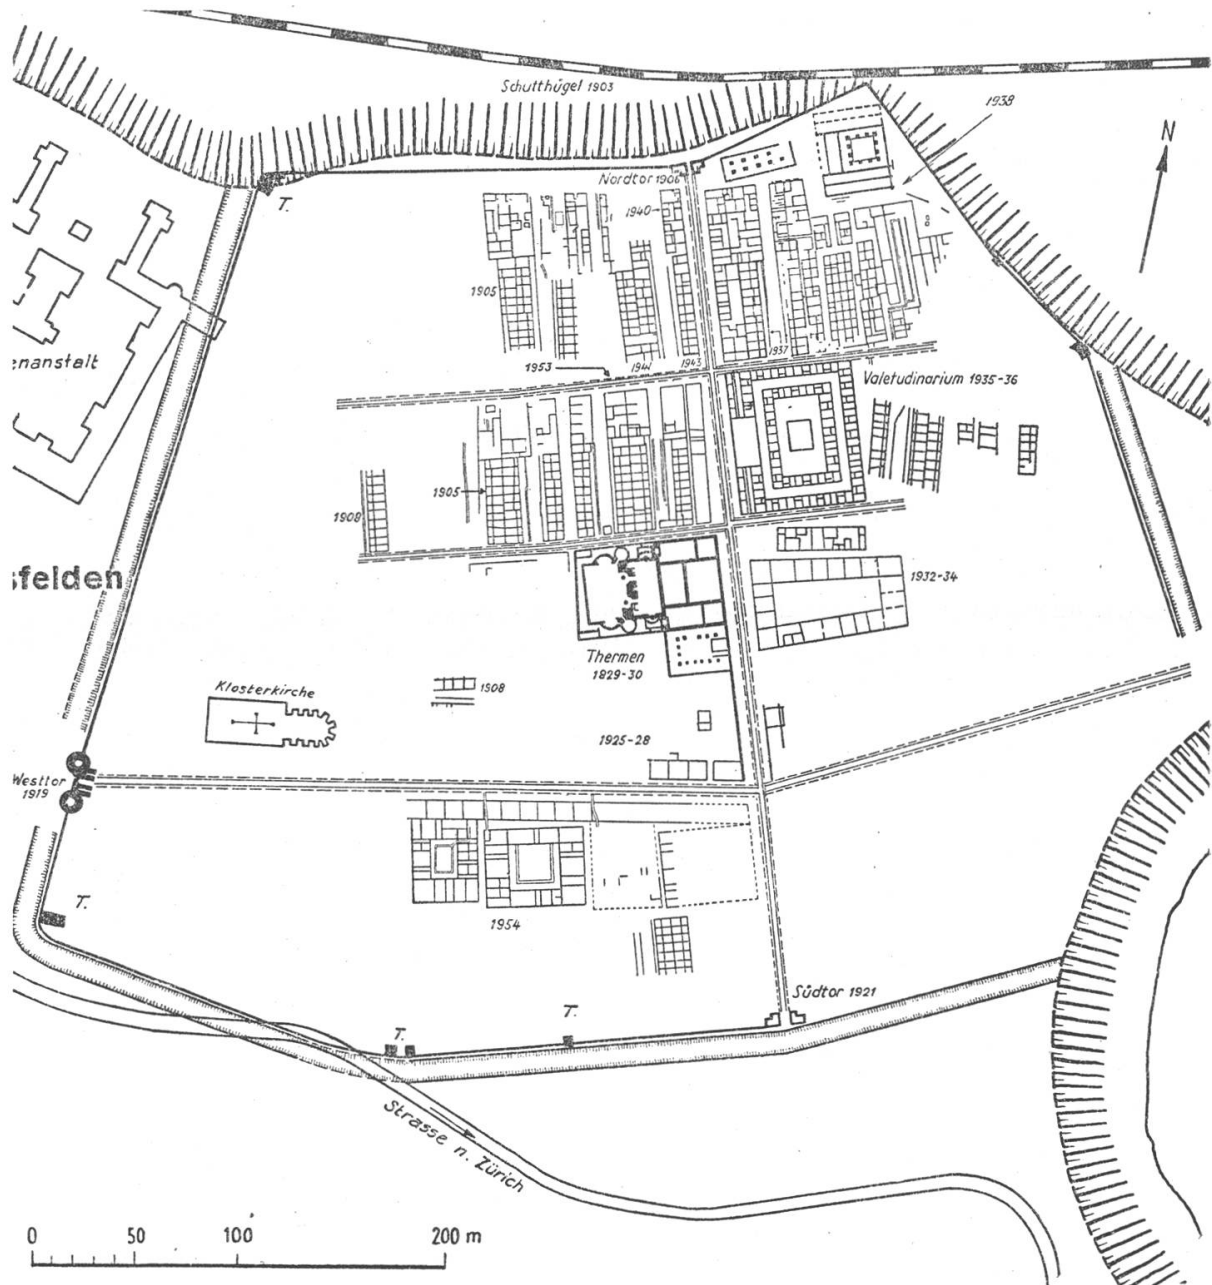 Schutthügel 1903
1938
N
Nordtor 1906
T.
1940
1905
enanstalt
1953
1941
1943
1937
Valetudinarium 1935-36
1905
1908
sfelden
1932-34
Thermen
1829-30
Klosterkirche
1908
1925-28
Westtor
1919
T.
1954
Südtor 1921
T.
T.
Strasse n. Zürich
0 50 100 200 m